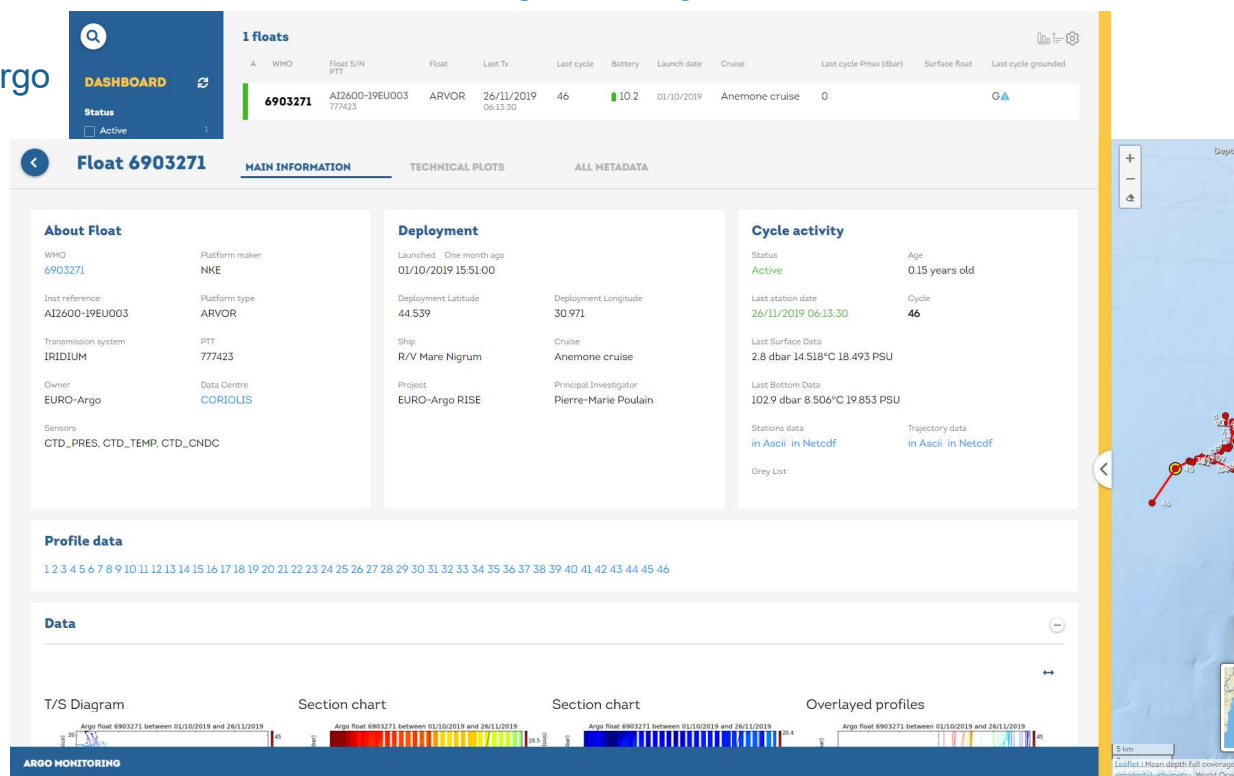 rgo
1 floats
A WMO Float S/N PTT Float Last Tx Last cycle Battery Launch date Cruise Last cycle Pmax (dbar) Surface float Last cycle grounded
DASHBOARD
6903271 AI2600-19EU003 777423 ARVOR 26/11/2019 06:13:30 46 10.2 01/10/2019 Anemone cruise 0 G
Status
Active 1
Float 6903271 MAIN INFORMATION TECHNICAL PLOTS ALL METADATA
About Float
WMO Platform maker
6903271 NKE
Inst reference Platform type
AI2600-19EU003 ARVOR
Transmission system PTT
IRIDIUM 777423
Owner Data Centre
EURO-Argo CORIOLIS
Sensors
CTD_PRES, CTD_TEMP, CTD_CNDC
Deployment
Launched One month ago
01/10/2019 15:51:00
Deployment Latitude Deployment Longitude
44.539 30.971
Ship Cruise
R/V Mare Nigrum Anemone cruise
Project Principal Investigator
EURO-Argo RISE Pierre-Marie Poulain
Cycle activity
Status Age
Active 0.15 years old
Last station date Cycle
26/11/2019 06:13:30 46
Last Surface Data
2.8 dbar 14.518°C 18.493 PSU
Last Bottom Data
102.9 dbar 8.506°C 19.853 PSU
Stations data Trajectory data
in Ascii in Netcdf in Ascii in Netcdf
Grey List
Profile data
1 2 3 4 5 6 7 8 9 10 11 12 13 14 15 16 17 18 19 20 21 22 23 24 25 26 27 28 29 30 31 32 33 34 35 36 37 38 39 40 41 42 43 44 45 46
Data
T/S Diagram Section chart Section chart Overlayed profiles
Argo float 6903271 between 01/10/2019 and 26/11/2019
20 45
Argo float 6903271 between 01/10/2019 and 26/11/2019
19.5
Argo float 6903271 between 01/10/2019 and 26/11/2019
20.4
Argo float 6903271 between 01/10/2019 and 26/11/2019
45
ARGO MONITORING
+
−
Dept
45
46
5 km
Leaflet | Mean depth full coverage